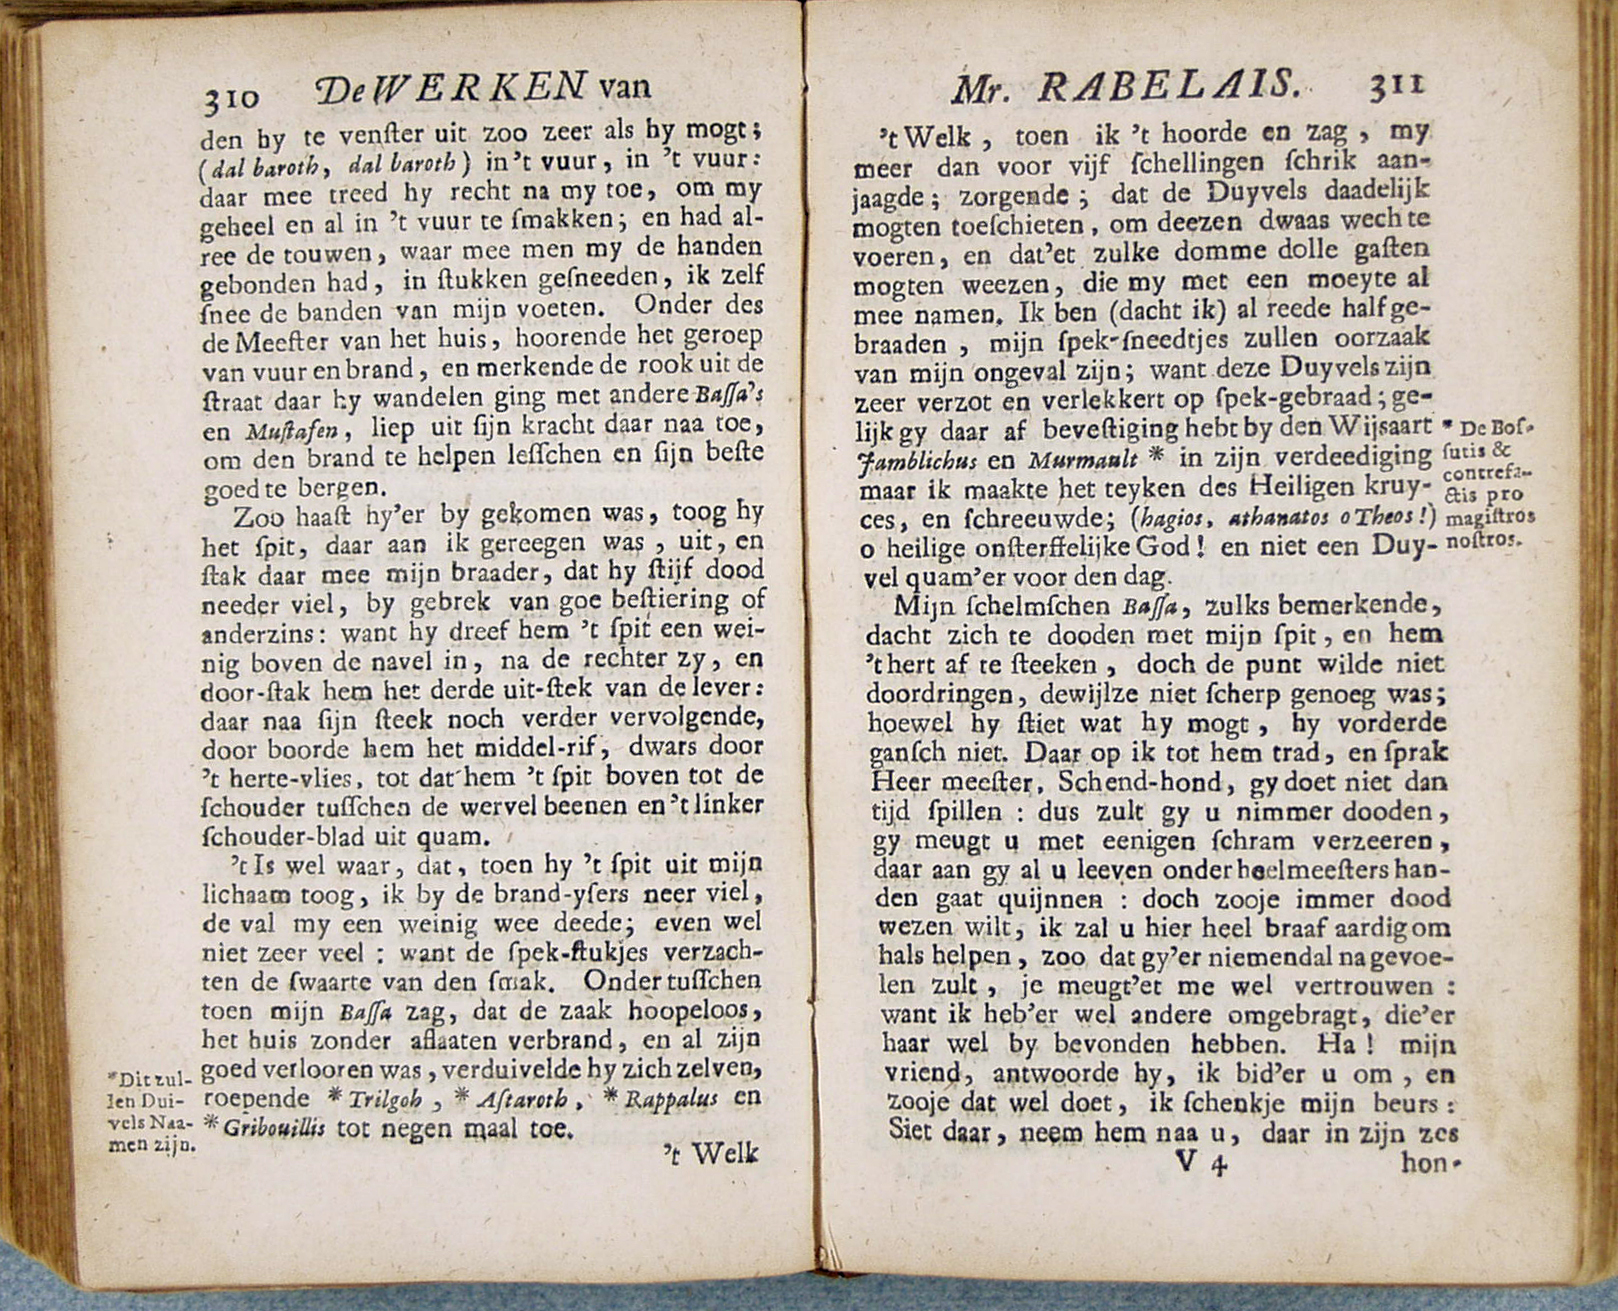 310 De WERKEN van
den hy te venſter uit zoo zeer als hy mogt;
(dal baroth, dal baroth) in't vuur, in 't vuur:
daar mee treed hy recht na my toe, om my
geheel en al in 't vuur te ſmakken; en had al-
ree de touwen, waar mee men my de handen
gebonden had, in ſtukken geſneeden, ik zelf
ſnee de banden van mijn voeten. Onder des
de Meeſter van het huis, hoorende het geroep
van vuur en brand, en merkende de rook uit de
ſtraat daar hy wandelen ging met andere Baſſa's
en Muſtafen, liep uit ſijn kracht daar naa toe,
om den brand te helpen leſſchen en ſijn beſte
goed te bergen.
Zoo haaſt hy'er by gekomen was, toog hy
het ſpit, daar aan ik gereegen was, uit, en
ſtak daar mee mijn braader, dat hy ſtijf dood
needer viel, by gebrek van goe beſtiering of
anderzins: want hy dreef hem 't ſpit een wei-
nig boven de navel in, na de rechter zy, en
door-ſtak hem het derde uit-ſtek van de lever:
daar naa ſijn ſteek noch verder vervolgende,
door boorde hem het middel-rif, dwars door
't herte-vlies, tot dat hem 't ſpit boven tot de
ſchouder tuſſchen de wervel beenen en 't linker
ſchouder-blad uit quam.
't Is wel waar, dat, toen hy 't ſpit uit mijn
lichaam toog, ik by de brand-yſers neer viel,
de val my een weinig wee deede; even wel
niet zeer veel: want de ſpek-ſtukjes verzach-
ten de ſwaarte van den ſmak. Ondertuſſchen
toen mijn Baſſa zag, dat de zaak hoopeloos,
het huis zonder aflaaten verbrand, en al zijn
goed verlooren was, verduivelde hy zich zelven,
roepende * Trilgoh, * Aſtaroth, * Rappalus en
* Gribouillis tot negen maal toe.
*Dit zul-
len Dui-
vels Naa-
men zijn.
't Welk
Mr. RABELAIS. 311
't Welk, toen ik 't hoorde en zag, my
meer dan voor vijf ſchellingen ſchrik aan-
jaagde; zorgende; dat de Duyvels daadelijk
mogten toeſchieten, om deezen dwaas wech te
voeren, en dat'et zulke domme dolle gaſten
mogten weezen, die my met een moeyte al
mee namen. Ik ben (dacht ik) al reede half ge-
braaden, mijn ſpek-ſneedtjes zullen oorzaak
van mijn ongeval zijn; want deze Duyvels zijn
zeer verzot en verlekkert op ſpek-gebraad; ge-
lijk gy daar af beveſtiging hebt by den Wijsaart
Jamblichus en Murmault * in zijn verdeediging
maar ik maakte het teyken des Heiligen kruy-
ces, en ſchreeuwde; (hagios, athanatos o Theos!)
o heilige onſterffelijke God! en niet een Duy-
vel quam'er voor den dag.
* De Boſ-
ſutis &
contrefa-
ctis pro
magiſtros
noſtros.
Mijn ſchelmſchen Baſſa, zulks bemerkende,
dacht zich te dooden met mijn ſpit, en hem
't hert af te ſteeken, doch de punt wilde niet
doordringen, dewijlze niet ſcherp genoeg was;
hoewel hy ſtiet wat hy mogt, hy vorderde
ganſch niet. Daar op ik tot hem trad, en ſprak
Heer meeſter, Schend-hond, gy doet niet dan
tijd ſpillen: dus zult gy u nimmer dooden,
gy meugt u met eenigen ſchram verzeeren,
daar aan gy al u leeven onder heelmeeſters han-
den gaat quijnnen: doch zooje immer dood
wezen wilt, ik zal u hier heel braaf aardig om
hals helpen, zoo dat gy'er niemendal na gevoe-
len zult, je meugt'et me wel vertrouwen:
want ik heb'er wel andere omgebragt, die'er
haar wel by bevonden hebben. Ha! mijn
vriend, antwoorde hy, ik bid'er u om, en
zooje dat wel doet, ik ſchenkje mijn beurs:
Siet daar, neem hem naa u, daar in zijn zes
V 4 hon-